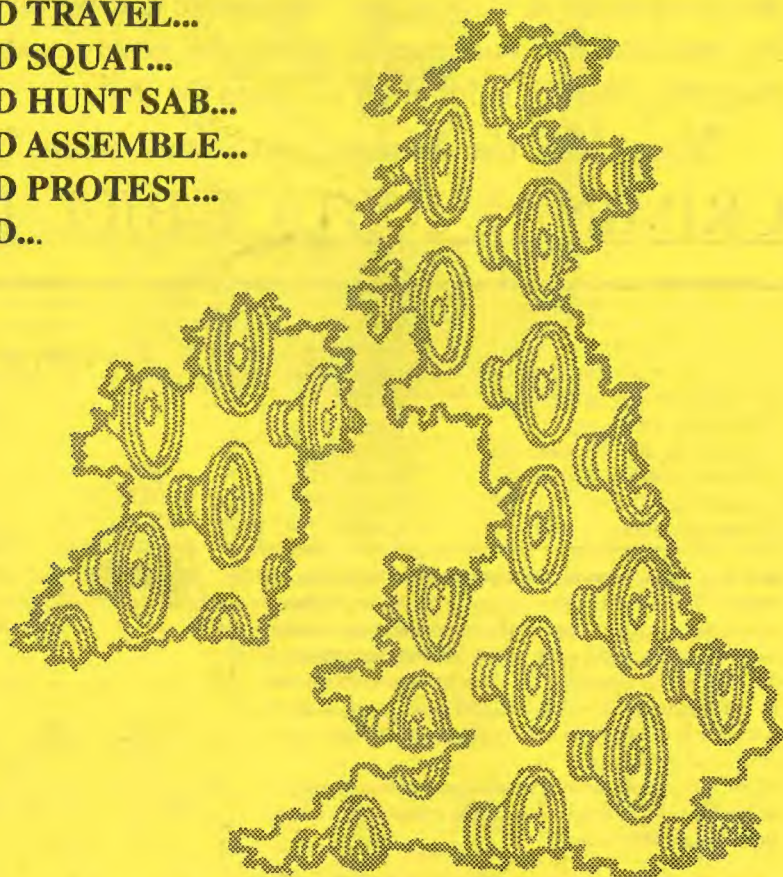 D TRAVEL...
D SQUAT...
D HUNT SAB...
D ASSEMBLE...
D PROTEST...
D...